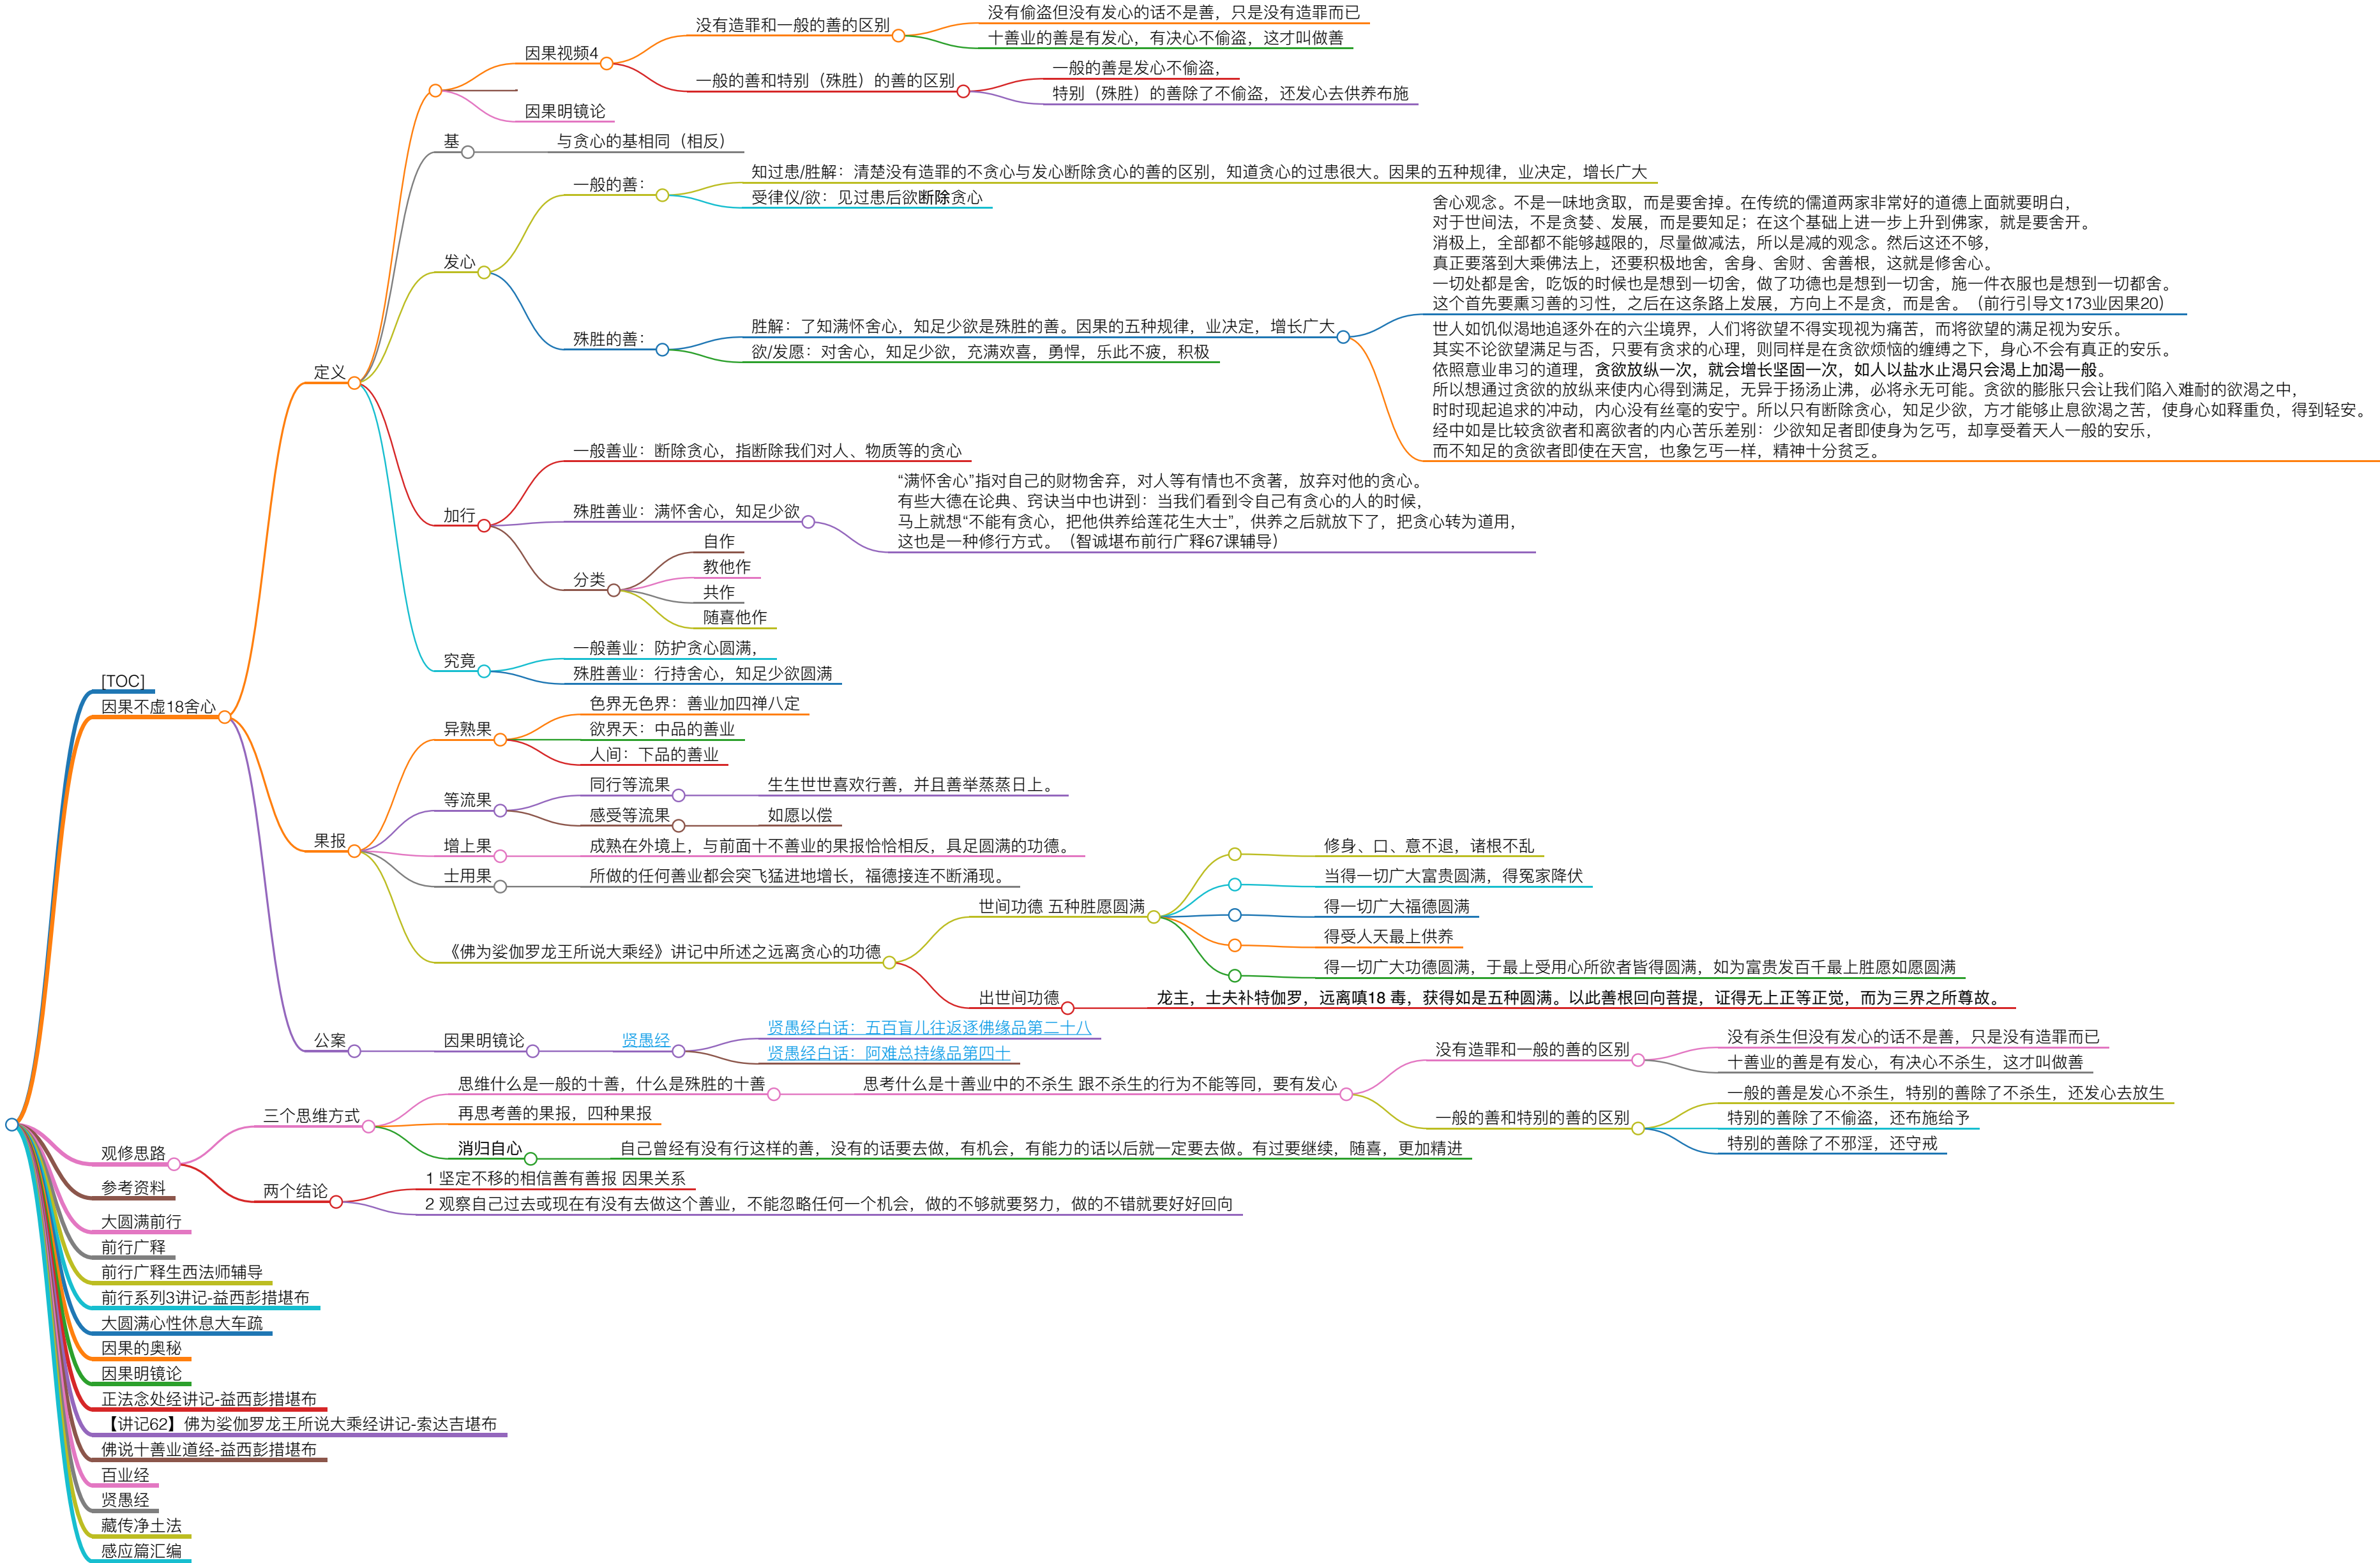 [TOC]
因果不虚18舍心
定义
因果视频4
没有造罪和一般的善的区别
没有偷盗但没有发心的话不是善，只是没有造罪而已
十善业的善是有发心，有决心不偷盗，这才叫做善
一般的善和特别（殊胜）的善的区别
一般的善是发心不偷盗，
特别（殊胜）的善除了不偷盗，还发心去供养布施
因果明镜论
基
与贪心的基相同（相反）
发心
一般的善：
知过患/胜解：清楚没有造罪的不贪心与发心断除贪心的善的区别，知道贪心的过患很大。因果的五种规律，业决定，增长广大
受律仪/欲：见过患后欲断除贪心
殊胜的善：
胜解：了知满怀舍心，知足少欲是殊胜的善。因果的五种规律，业决定，增长广大
舍心观念。不是一味地贪取，而是要舍掉。在传统的儒道两家非常好的道德上面就要明白，
对于世间法，不是贪婪、发展，而是要知足；在这个基础上进一步上升到佛家，就是要舍开。
消极上，全部都不能够越限的，尽量做减法，所以是减的观念。然后这还不够，
真正要落到大乘佛法上，还要积极地舍，舍身、舍财、舍善根，这就是修舍心。
一切处都是舍，吃饭的时候也是想到一切舍，做了功德也是想到一切舍，施一件衣服也是想到一切都舍。
这个首先要熏习善的习性，之后在这条路上发展，方向上不是贪，而是舍。（前行引导文173业因果20）
世人如饥似渴地追逐外在的六尘境界，人们将欲望不得实现视为痛苦，而将欲望的满足视为安乐。
其实不论欲望满足与否，只要有贪求的心理，则同样是在贪欲烦恼的缠缚之下，身心不会有真正的安乐。
依照意业串习的道理，贪欲放纵一次，就会增长坚固一次，如人以盐水止渴只会渴上加渴一般。
所以想通过贪欲的放纵来使内心得到满足，无异于扬汤止沸，必将永无可能。贪欲的膨胀只会让我们陷入难耐的欲渴之中，
时时现起追求的冲动，内心没有丝毫的安宁。所以只有断除贪心，知足少欲，方才能够止息欲渴之苦，使身心如释重负，得到轻安。
经中如是比较贪欲者和离欲者的内心苦乐差别：少欲知足者即使身为乞丐，却享受着天人一般的安乐，
而不知足的贪欲者即使在天宫，也象乞丐一样，精神十分贫乏。
欲/发愿：对舍心，知足少欲，充满欢喜，勇悍，乐此不疲，积极
加行
一般善业：断除贪心，指断除我们对人、物质等的贪心
殊胜善业：满怀舍心，知足少欲
“满怀舍心”指对自己的财物舍弃，对人等有情也不贪著，放弃对他的贪心。
有些大德在论典、窍诀当中也讲到：当我们看到令自己有贪心的人的时候，
马上就想“不能有贪心，把他供养给莲花生大士”，供养之后就放下了，把贪心转为道用，
这也是一种修行方式。（智诚堪布前行广释67课辅导）
分类
自作
教他作
共作
随喜他作
究竟
一般善业：防护贪心圆满，
殊胜善业：行持舍心，知足少欲圆满
果报
异熟果
色界无色界：善业加四禅八定
欲界天：中品的善业
人间：下品的善业
等流果
同行等流果
生生世世喜欢行善，并且善举蒸蒸日上。
感受等流果
如愿以偿
增上果
成熟在外境上，与前面十不善业的果报恰恰相反，具足圆满的功德。
士用果
所做的任何善业都会突飞猛进地增长，福德接连不断涌现。
《佛为娑伽罗龙王所说大乘经》讲记中所述之远离贪心的功德
世间功德 五种胜愿圆满
修身、口、意不退，诸根不乱
当得一切广大富贵圆满，得冤家降伏
得一切广大福德圆满
得受人天最上供养
得一切广大功德圆满，于最上受用心所欲者皆得圆满，如为富贵发百千最上胜愿如愿圆满
出世间功德
龙主，士夫补特伽罗，远离嗔18 毒，获得如是五种圆满。以此善根回向菩提，证得无上正等正觉，而为三界之所尊故。
公案
因果明镜论
贤愚经
贤愚经白话：五百盲儿往返逐佛缘品第二十八
贤愚经白话：阿难总持缘品第四十
观修思路
三个思维方式
思维什么是一般的十善，什么是殊胜的十善
思考什么是十善业中的不杀生 跟不杀生的行为不能等同，要有发心
没有造罪和一般的善的区别
没有杀生但没有发心的话不是善，只是没有造罪而已
十善业的善是有发心，有决心不杀生，这才叫做善
一般的善和特别的善的区别
一般的善是发心不杀生，特别的善除了不杀生，还发心去放生
特别的善除了不偷盗，还布施给予
特别的善除了不邪淫，还守戒
再思考善的果报，四种果报
消归自心
自己曾经有没有行这样的善，没有的话要去做，有机会，有能力的话以后就一定要去做。有过要继续，随喜，更加精进
两个结论
1 坚定不移的相信善有善报 因果关系
2 观察自己过去或现在有没有去做这个善业，不能忽略任何一个机会，做的不够就要努力，做的不错就要好好回向
参考资料
大圆满前行
前行广释
前行广释生西法师辅导
前行系列3讲记-益西彭措堪布
大圆满心性休息大车疏
因果的奥秘
因果明镜论
正法念处经讲记-益西彭措堪布
【讲记62】佛为娑伽罗龙王所说大乘经讲记-索达吉堪布
佛说十善业道经-益西彭措堪布
百业经
贤愚经
藏传净土法
感应篇汇编